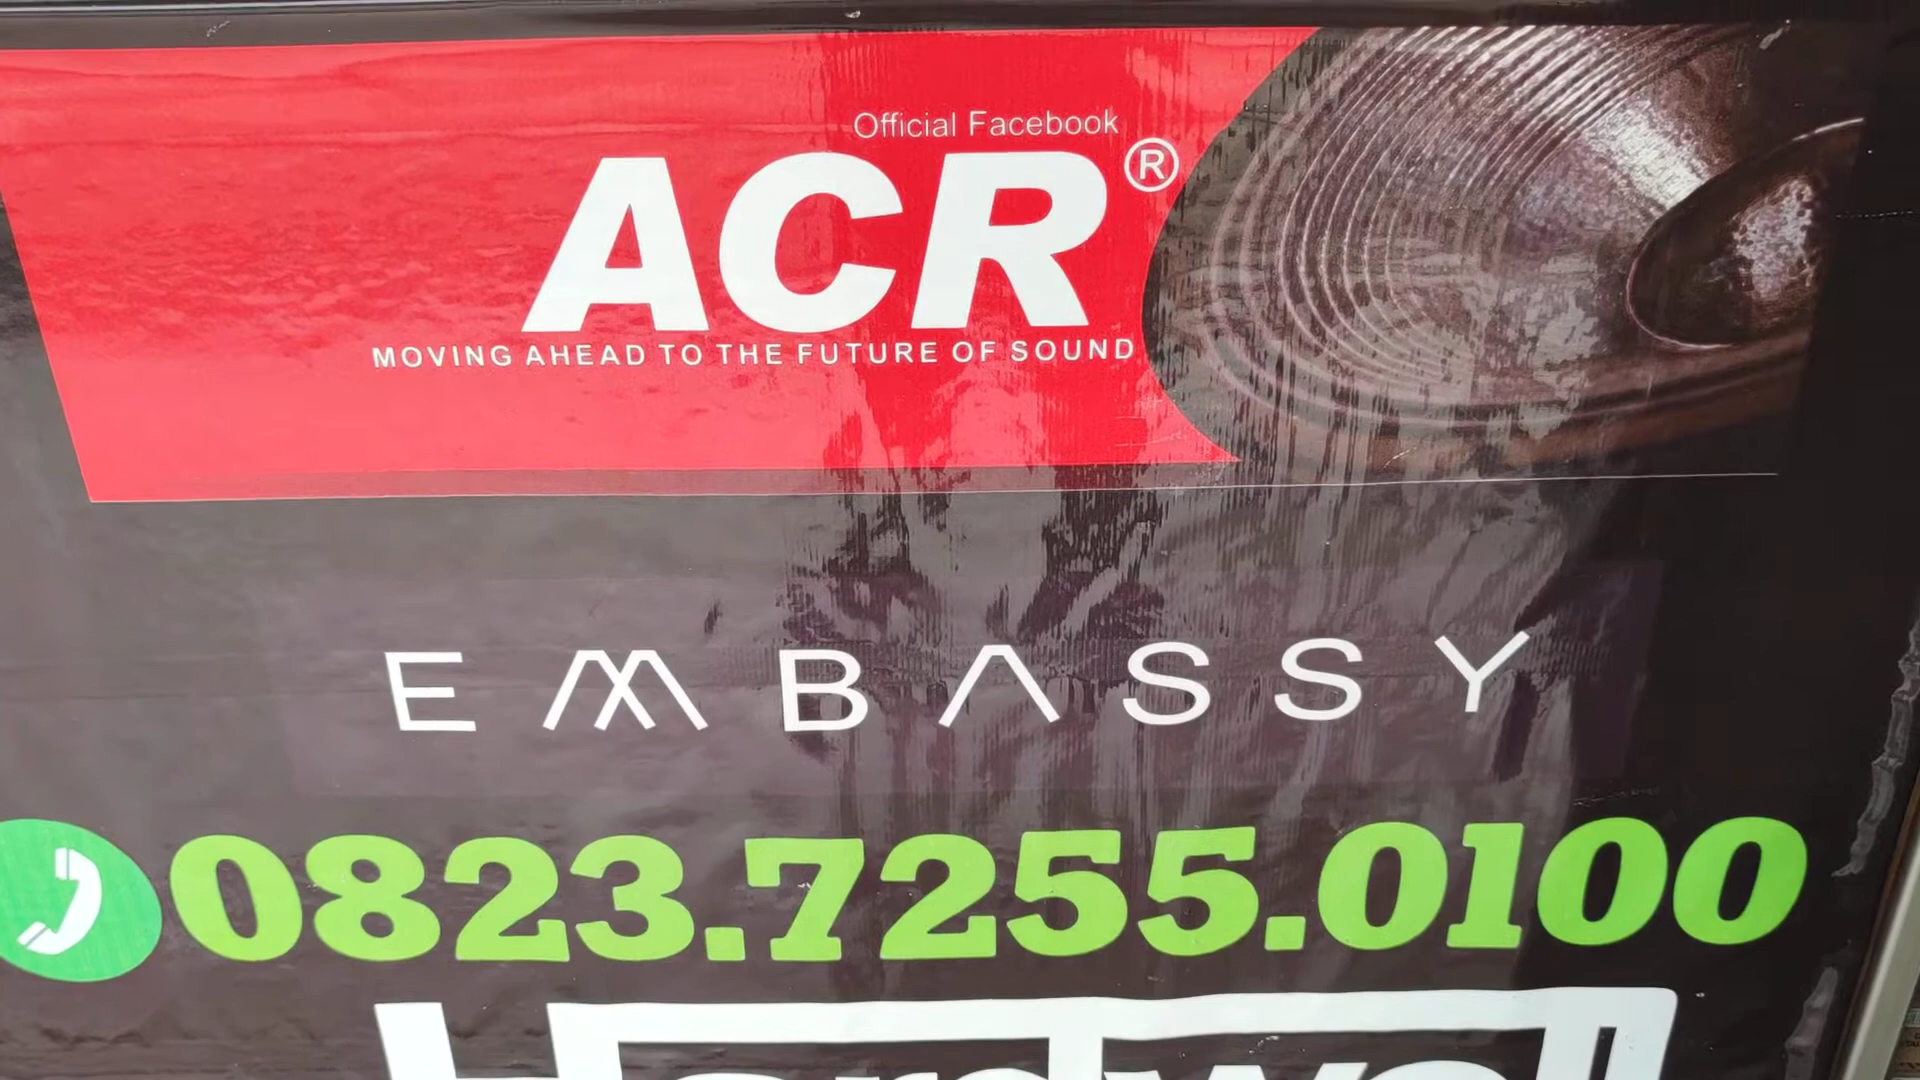 Official Facebook
ACR®
MOVING AHEAD TO THE FUTURE OF SOUND
EMBASSY
0823.7255.0100